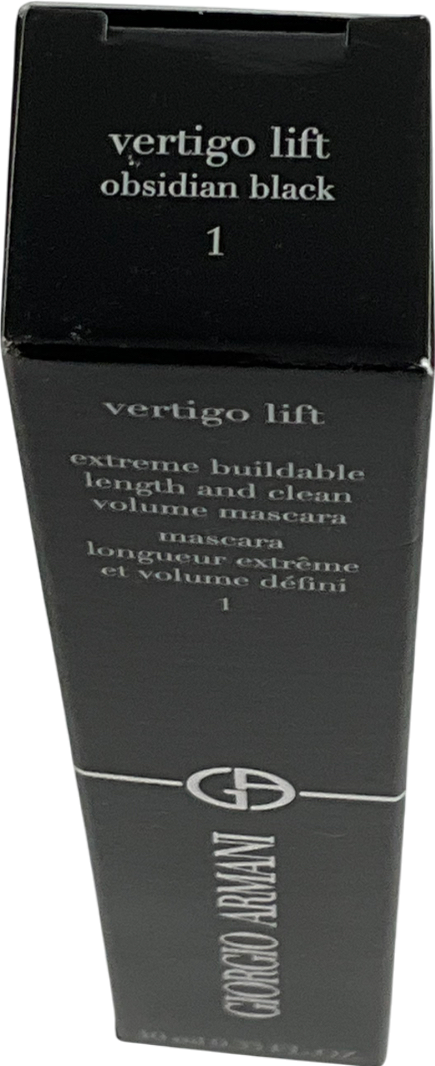 vertigo lift
obsidian black
1
vertigo lift
extreme buildable
length and clean
volume mascara
mascara
longueur extrême
et volume défini
1
GA
GIORGIO ARMANI